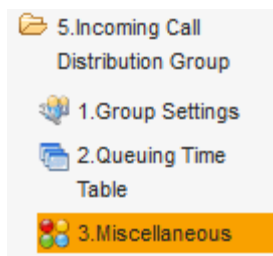 5.Incoming Call
Distribution Group
1.Group Settings
2.Queuing Time
Table
3.Miscellaneous